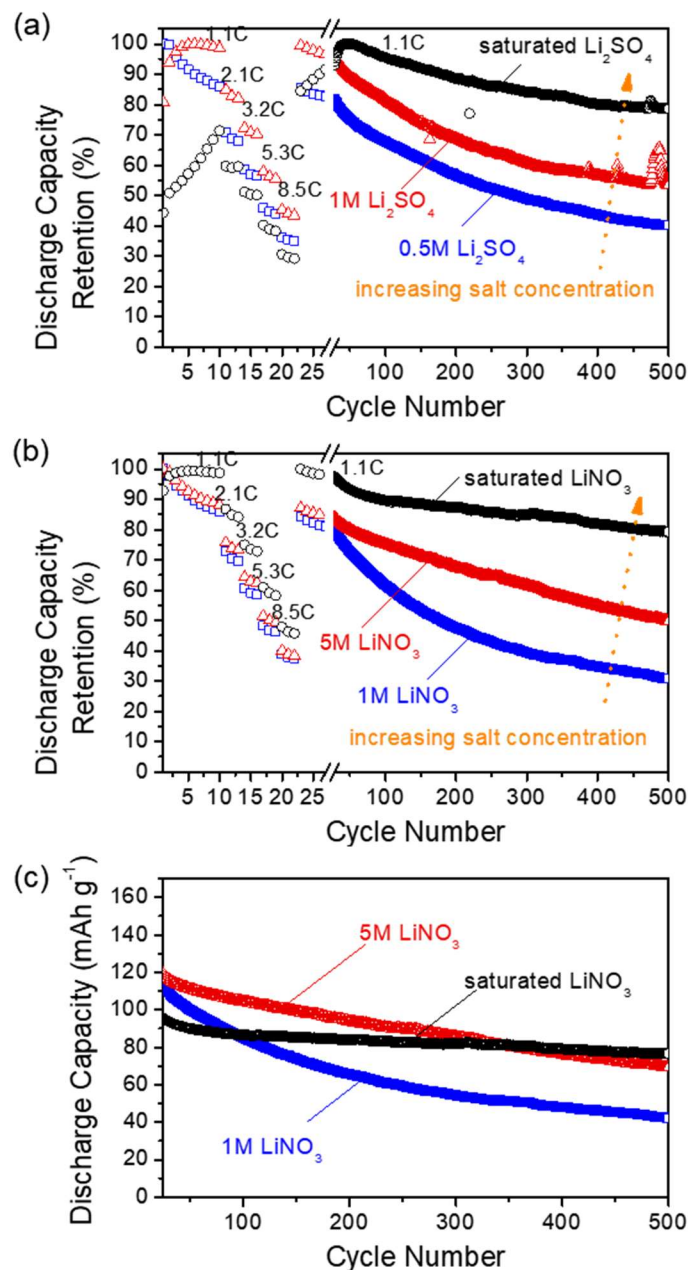 (a)
100
90
80
70
60
50
40
30
20
10
0
Discharge Capacity
Retention (%)
1.1C
2.1C
3.2C
5.3C
8.5C
1.1C
saturated Li₂SO₄
1M Li₂SO₄
0.5M Li₂SO₄
increasing salt concentration
5 10 15 20 25 100 200 300 400 500
Cycle Number
(b)
100
90
80
70
60
50
40
30
20
10
0
Discharge Capacity
Retention (%)
1.1C
2.1C
3.2C
5.3C
8.5C
1.1C
saturated LiNO₃
5M LiNO₃
1M LiNO₃
increasing salt concentration
5 10 15 20 25 100 200 300 400 500
Cycle Number
(c)
160
140
120
100
80
60
40
20
0
Discharge Capacity (mAh g⁻¹)
5M LiNO₃
saturated LiNO₃
1M LiNO₃
100 200 300 400 500
Cycle Number